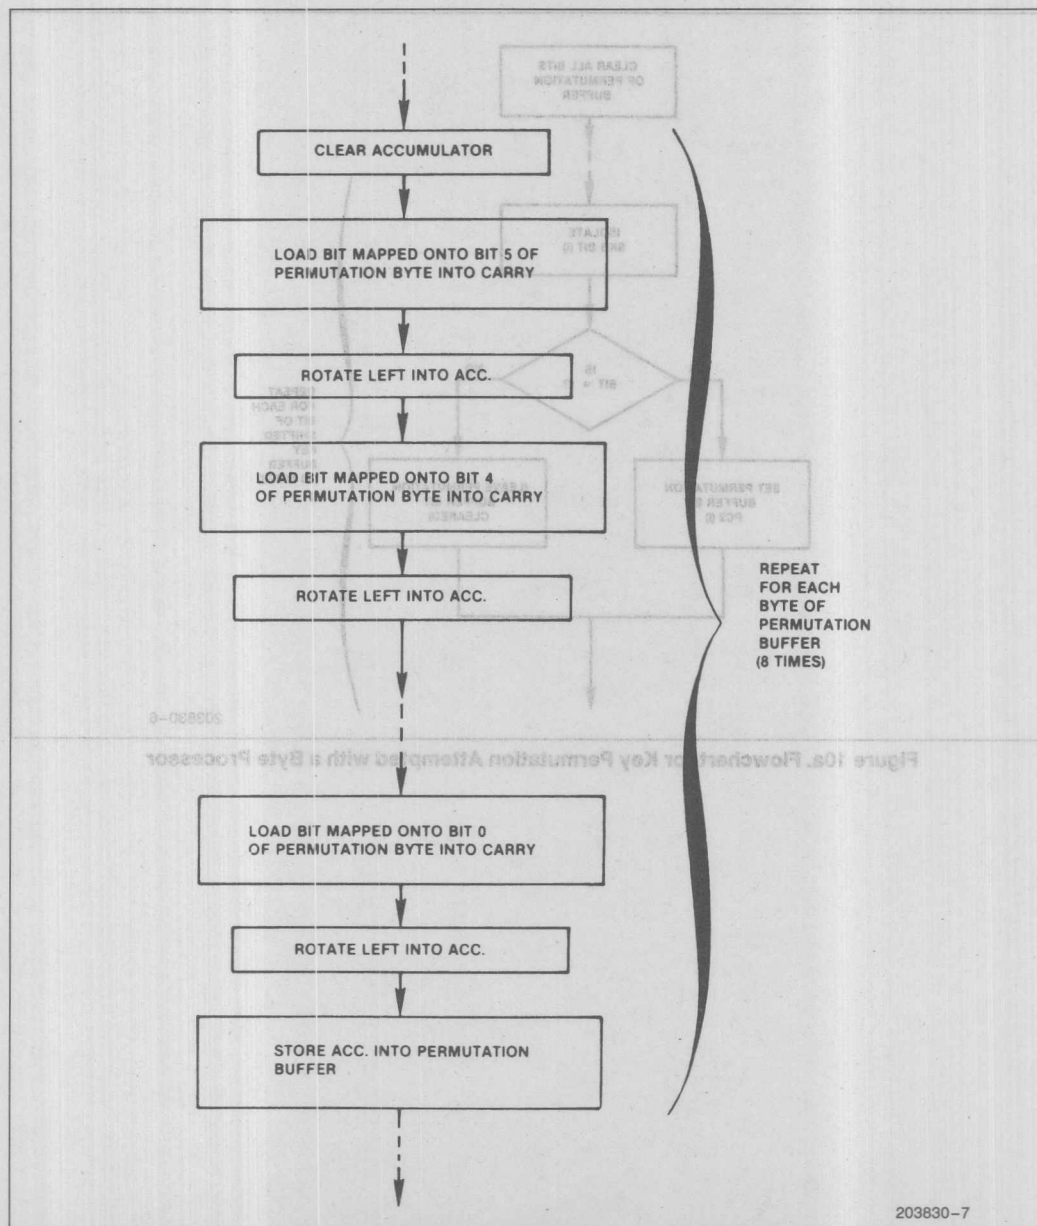 CLEAR ACCUMULATOR
LOAD BIT MAPPED ONTO BIT 5 OF
PERMUTATION BYTE INTO CARRY
ROTATE LEFT INTO ACC.
LOAD BIT MAPPED ONTO BIT 4
OF PERMUTATION BYTE INTO CARRY
ROTATE LEFT INTO ACC.
REPEAT
FOR EACH
BYTE OF
PERMUTATION
BUFFER
(8 TIMES)
LOAD BIT MAPPED ONTO BIT 0
OF PERMUTATION BYTE INTO CARRY
ROTATE LEFT INTO ACC.
STORE ACC. INTO PERMUTATION
BUFFER
203830-7